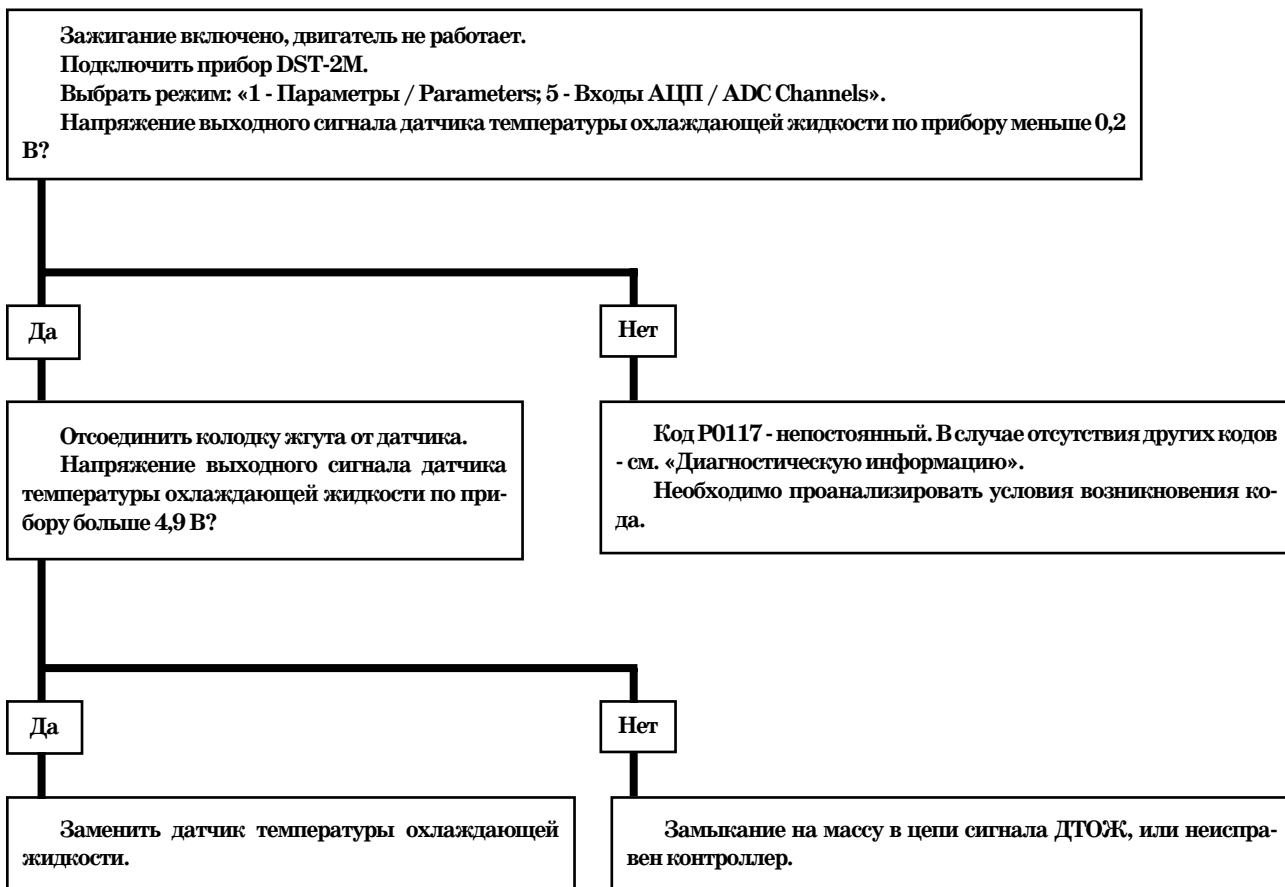 Зажигание включено, двигатель не работает.
Подключить прибор DST-2M.
Выбрать режим: «1 - Параметры / Parameters; 5 - Входы АЦП / ADC Channels».
Напряжение выходного сигнала датчика температуры охлаждающей жидкости по прибору меньше 0,2
В?
Да
Нет
Отсоединить колодку жгута от датчика.
Напряжение выходного сигнала датчика
температуры охлаждающей жидкости по при-
бору больше 4,9 В?
Код Р0117 - непостоянный. В случае отсутствия других кодов
- см. «Диагностическую информацию».
Необходимо проанализировать условия возникновения ко-
да.
Да
Нет
Заменить датчик температуры охлаждающей
жидкости.
Замыкание на массу в цепи сигнала ДТОЖ, или неиспра-
вен контроллер.